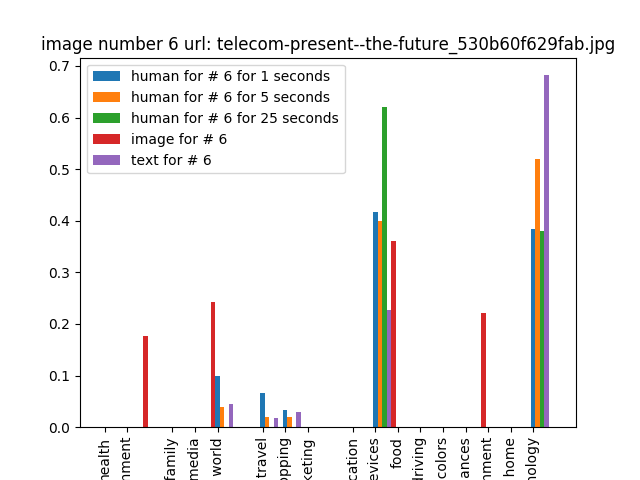 image number 6 url: telecom-present--the-future_530b60f629fab.jpg
human for # 6 for 1 seconds
human for # 6 for 5 seconds
human for # 6 for 25 seconds
image for # 6
text for # 6
0.7
0.6
0.5
0.4
0.3
0.2
0.1
0.0
health
nment
family
media
world
travel
opping
keting
cation
evices
food
driving
colors
ances
nment
home
nology